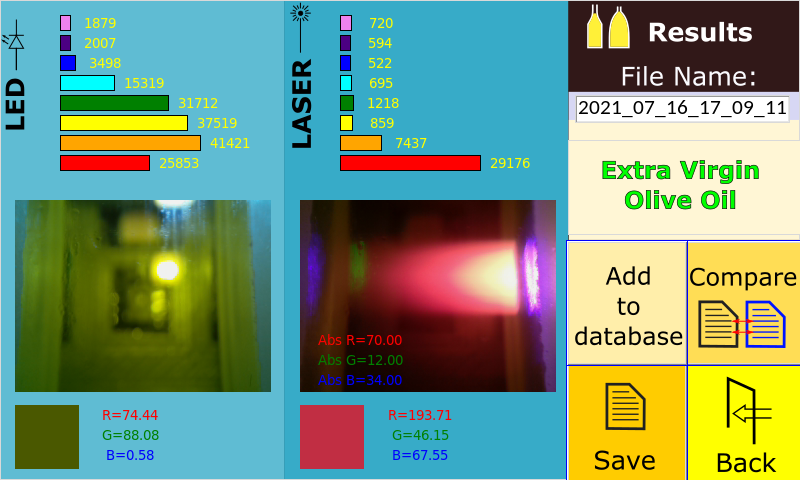 LED
1879
2007
3498
15319
31712
37519
41421
25853
R=74.44
G=88.08
B=0.58
LASER
720
594
522
695
1218
859
7437
29176
Abs R=70.00
Abs G=12.00
Abs B=34.00
R=193.71
G=46.15
B=67.55
Results
File Name:
2021_07_16_17_09_11
Extra Virgin
Olive Oil
Add
to
database
Compare
Save
Back